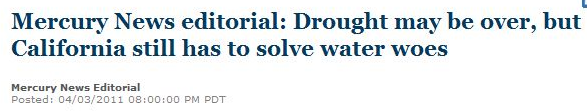 Mercury News editorial: Drought may be over, but
California still has to solve water woes
Mercury News Editorial
Posted: 04/03/2011 08:00:00 PM PDT